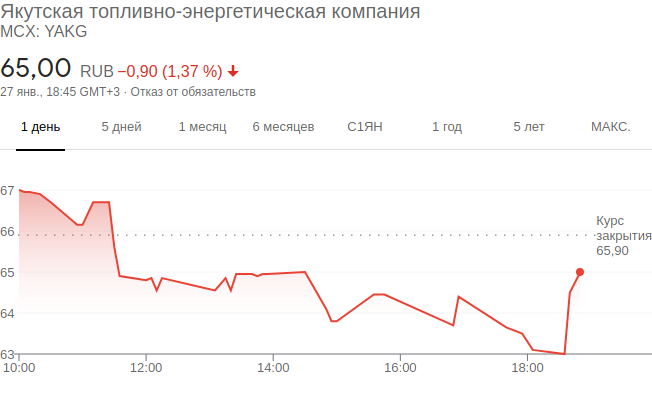 Якутская топливно-энергетическая компания
MCX: YAKG
65,00 RUB −0,90 (1,37 %)
27 янв., 18:45 GMT+3 · Отказ от обязательств
1 день 5 дней 1 месяц 6 месяцев С1ЯН 1 год 5 лет МАКС.
67
Курс
66 закрытия
65,90
65
64
63
10:00 12:00 14:00 16:00 18:00